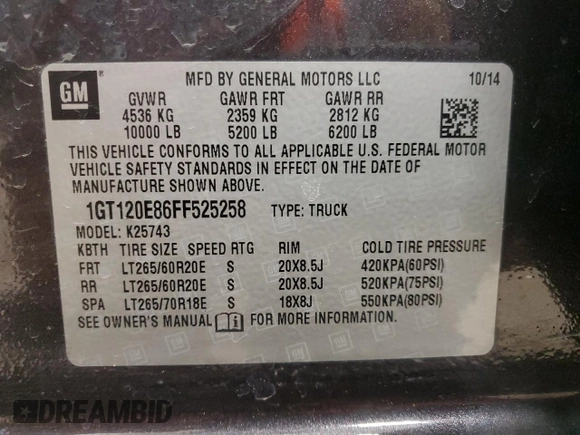 GM
®
MFD BY GENERAL MOTORS LLC 10/14
GVWR GAWR FRT GAWR RR
4536 KG 2359 KG 2812 KG
10000 LB 5200 LB 6200 LB
THIS VEHICLE CONFORMS TO ALL APPLICABLE U.S. FEDERAL MOTOR
VEHICLE SAFETY STANDARDS IN EFFECT ON THE DATE OF
MANUFACTURE SHOWN ABOVE.
1GT120E86FF525258 TYPE: TRUCK
MODEL: K25743
KBTH TIRE SIZE SPEED RTG RIM COLD TIRE PRESSURE
FRT LT265/60R20E S 20X8.5J 420KPA(60PSI)
RR LT265/60R20E S 20X8.5J 520KPA(75PSI)
SPA LT265/70R18E S 18X8J 550KPA(80PSI)
SEE OWNER'S MANUAL FOR MORE INFORMATION.
DREAMBID